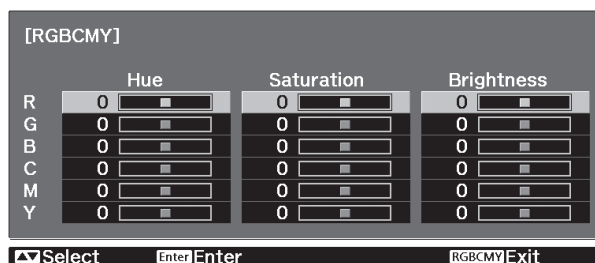 [RGBCMY]
Hue Saturation Brightness
R 0 0 0
G 0 0 0
B 0 0 0
C 0 0 0
M 0 0 0
Y 0 0 0
Select Enter Enter RGBCMY Exit